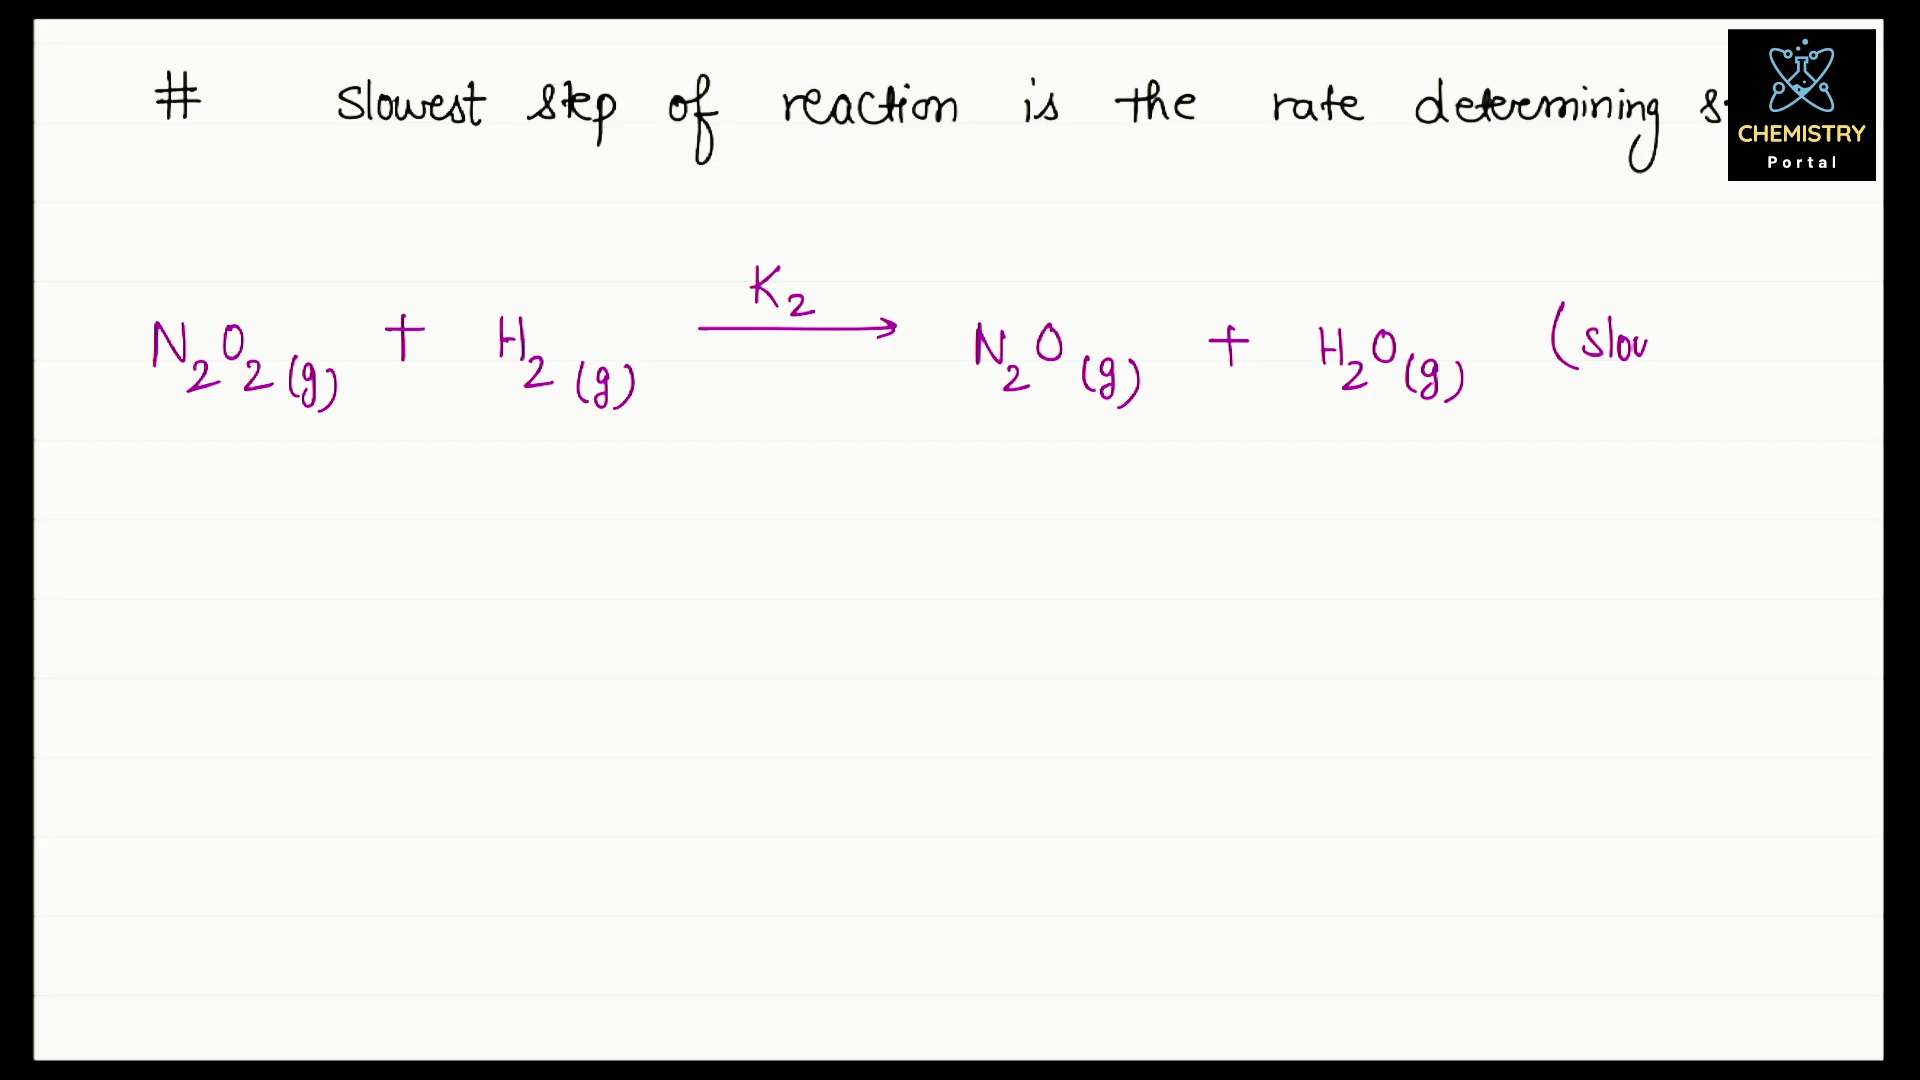 # Slowest step of reaction is the rate determining
CHEMISTRY
Portal
K₂
N₂O₂(g) + H₂(g) → N₂O(g) + H₂O(g) (slow